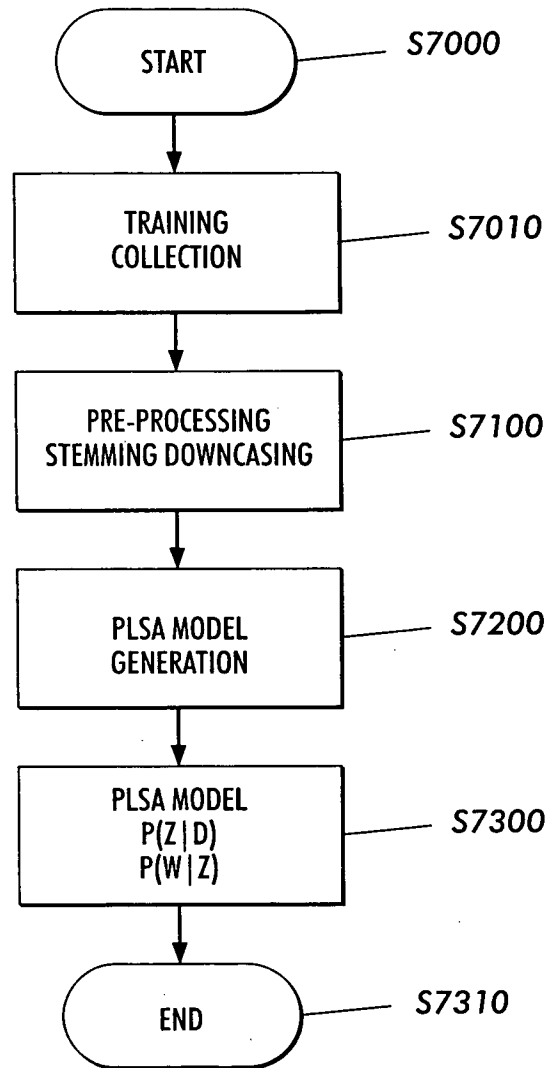 START
S7000
TRAINING
COLLECTION
S7010
PRE-PROCESSING
STEMMING DOWNCASING
S7100
PLSA MODEL
GENERATION
S7200
PLSA MODEL
P(Z|D)
P(W|Z)
S7300
END
S7310